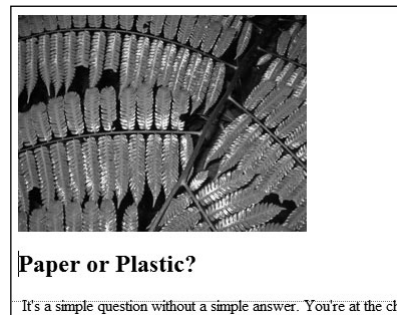 Paper or Plastic?
It's a simple question without a simple answer. You're at the